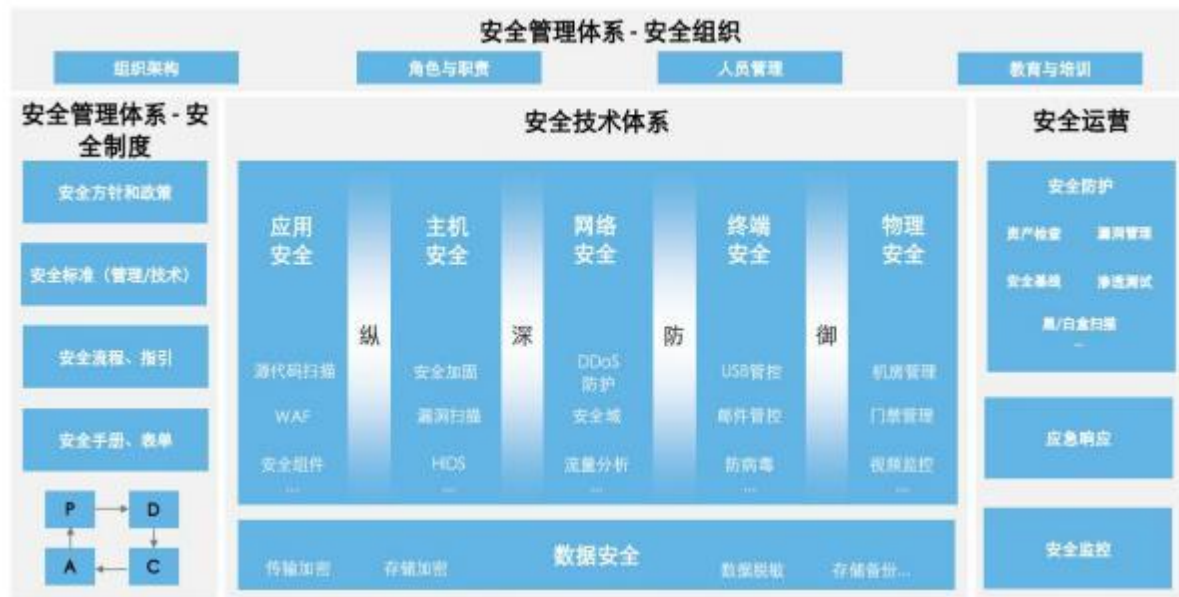 安全管理体系 - 安全组织
组织架构
角色与职责
人员管理
教育与培训
安全管理体系 - 安
全制度
安全方针和政策
安全标准（管理/技术）
安全流程、指引
安全手册、表单
P
D
A
C
安全技术体系
应用
安全
源代码扫描
WAF
安全组件
...
纵
主机
安全
安全加固
漏洞扫描
HIDS
...
深
网络
安全
DDoS
防护
安全域
流量分析
...
防
终端
安全
USB管控
邮件管控
防病毒
...
御
物理
安全
机房管理
门禁管理
视频监控
...
数据安全
传输加密
存储加密
数据脱敏
存储备份...
安全运营
安全防护
资产检查
漏洞管理
安全基线
渗透测试
黑/白盒扫描
...
应急响应
安全监控